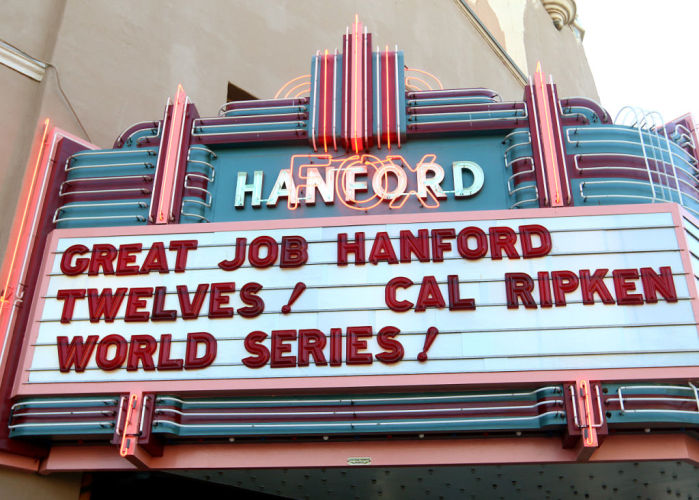 HANFORD
FOX
GREAT JOB HANFORD
TWELVES! CAL RIPKEN
WORLD SERIES!